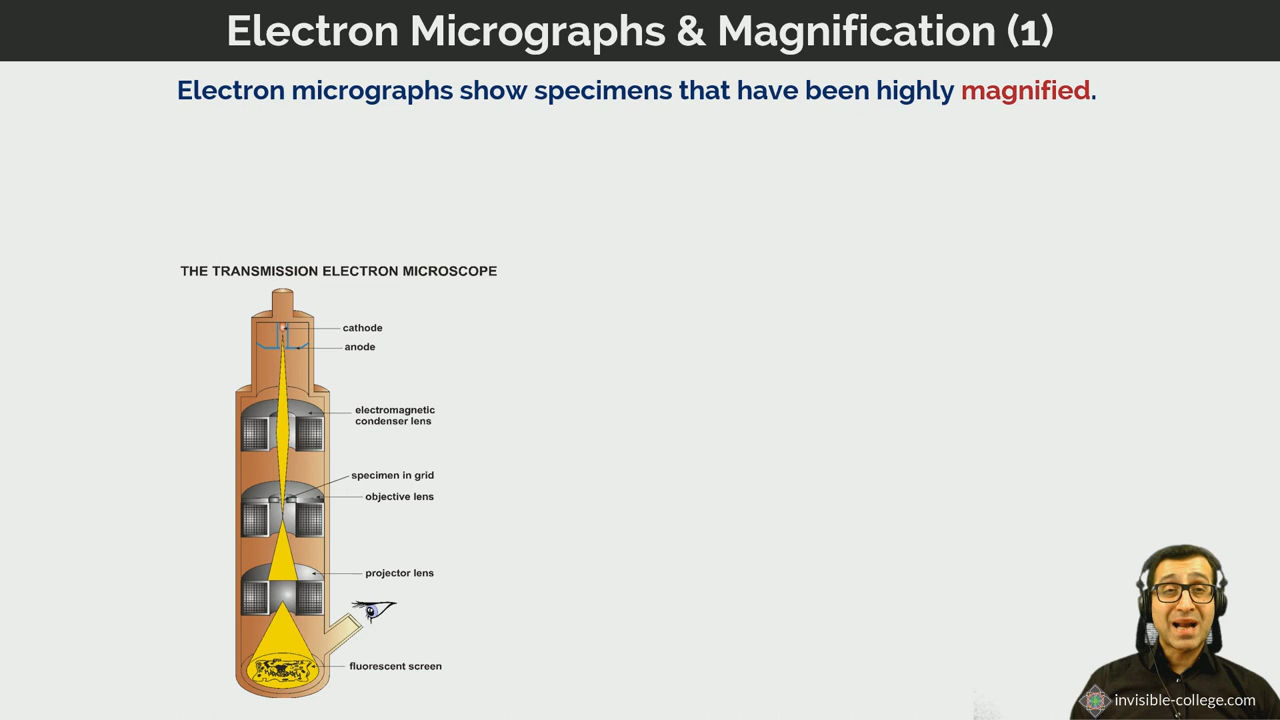 Electron Micrographs & Magnification (1)
Electron micrographs show specimens that have been highly magnified.
THE TRANSMISSION ELECTRON MICROSCOPE
cathode
anode
electromagnetic
condenser lens
specimen in grid
objective lens
projector lens
fluorescent screen
invisible-college.com